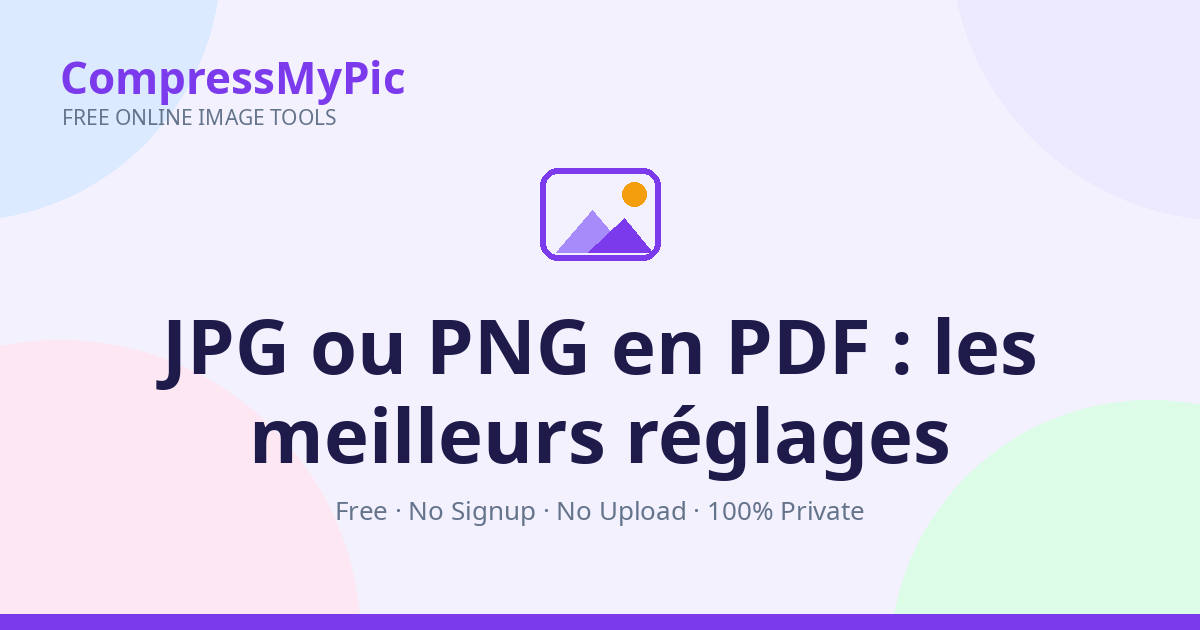 CompressMyPic
FREE ONLINE IMAGE TOOLS
JPG ou PNG en PDF : les
meilleurs réglages
Free · No Signup · No Upload · 100% Private